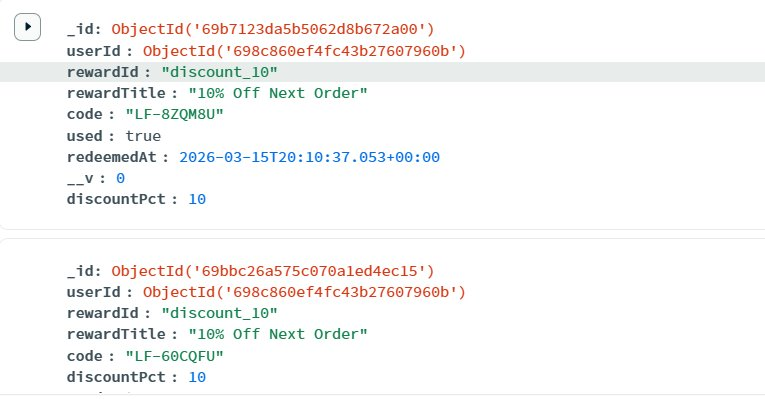 _id: ObjectId('69b7123da5b5062d8b672a00')
userId : ObjectId('698c860ef4fc43b27607960b')
rewardId : "discount_10"
rewardTitle : "10% Off Next Order"
code : "LF-8ZQM8U"
used : true
redeemedAt : 2026-03-15T20:10:37.053+00:00
__v : 0
discountPct : 10
_id: ObjectId('69bbc26a575c070a1ed4ec15')
userId : ObjectId('698c860ef4fc43b27607960b')
rewardId : "discount_10"
rewardTitle : "10% Off Next Order"
code : "LF-60CQFU"
discountPct : 10